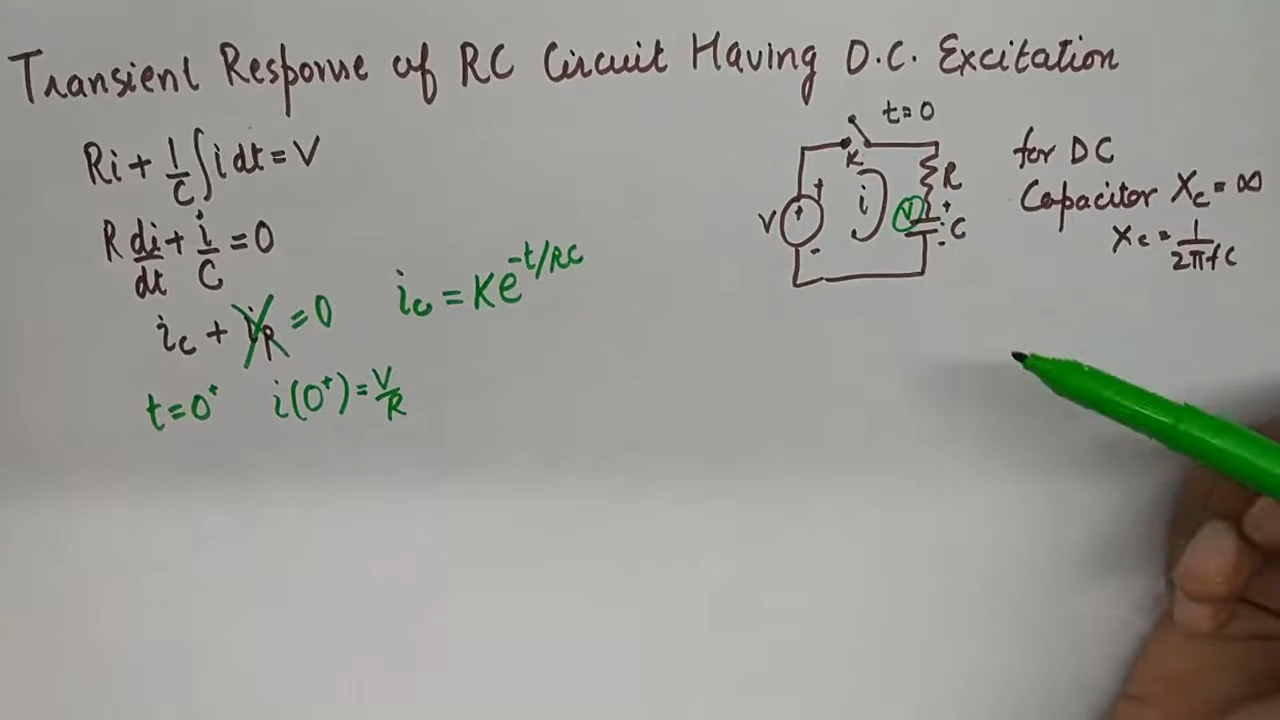 Transient Response of RC Circuit Having D.C. Excitation
Ri + 1/C ∫ i dt = V
R di/dt + i/C = 0
i_c + i_R = 0
i_c = Ke^{-t/RC}
t=0⁺ i(0⁺) = V/R
t=0
K
V
+
+
-
i
R
V
+
C
-
for DC
Capacitor X_c = ∞
X_c = 1/2πfC